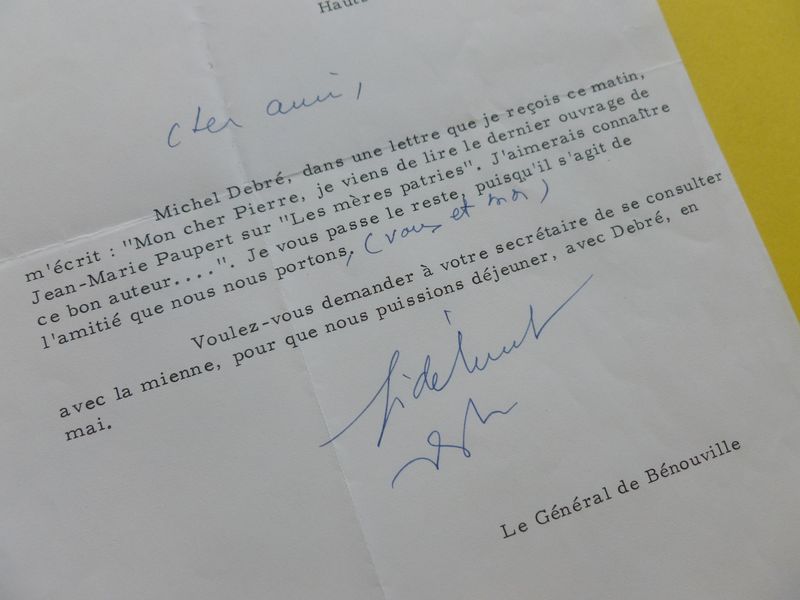 Hauts
Cher ami,
Michel Debré, dans une lettre que je reçois ce matin,
m'écrit : "Mon cher Pierre, je viens de lire le dernier ouvrage de
Jean-Marie Paupert sur "Les mères patries". J'aimerais connaître
ce bon auteur....". Je vous passe le reste, puisqu'il s'agit de
l'amitié que nous nous portons, (vous et moi)
Voulez-vous demander à votre secrétaire de se consulter
avec la mienne, pour que nous puissions déjeuner, avec Debré, en
mai.
fidèlement
Le Général de Bénouville